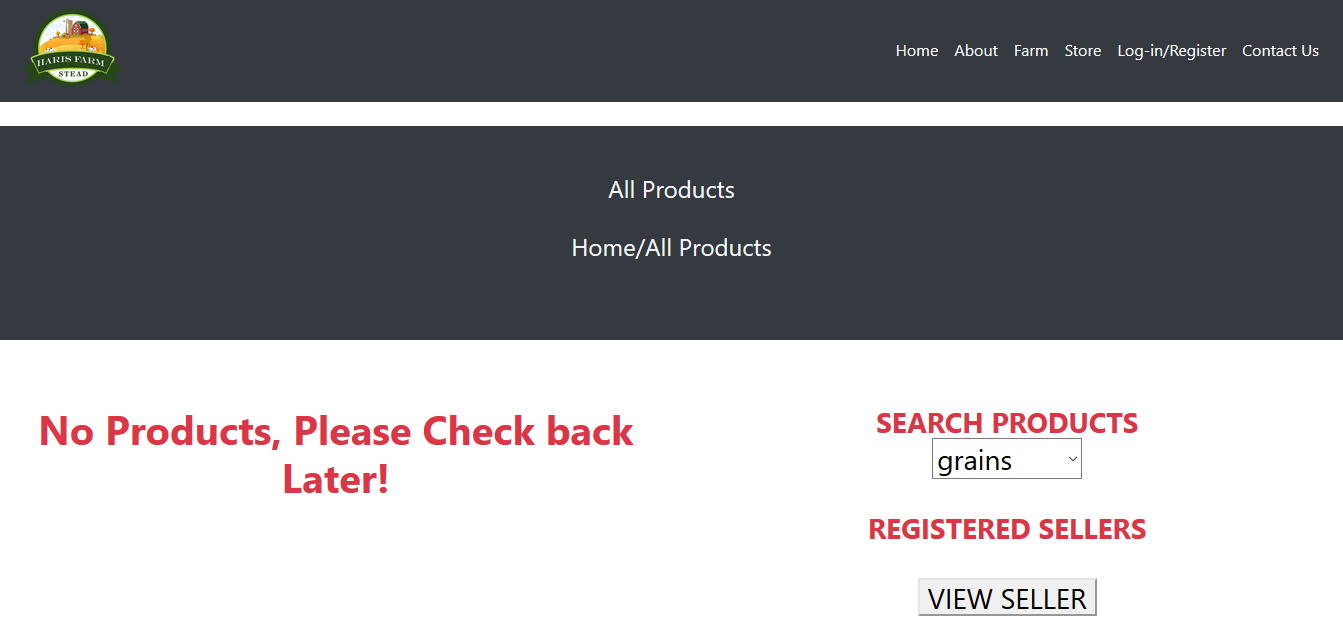 HARIS FARM
STEAD
Home About Farm Store Log-in/Register Contact Us
All Products
Home/All Products
No Products, Please Check back
Later!
SEARCH PRODUCTS
grains
REGISTERED SELLERS
VIEW SELLER